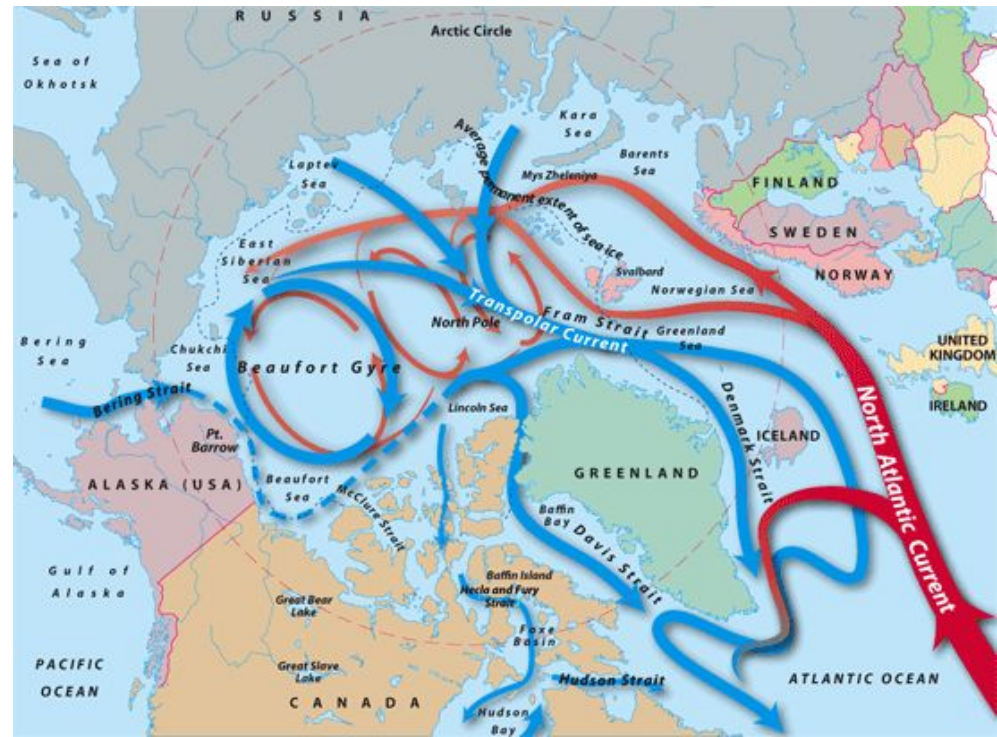 RUSSIA
Arctic Circle
Sea of
Okhotsk
Kara
Sea
Average permanent extent of sea ice
Barents
Sea
Laptev
Sea
Mys Zheleniya
FINLAND
SWEDEN
NORWAY
East
Siberian
Sea
Svalbard
Norwegian Sea
Transpolar Current
North Pole
Fram Strait
Greenland
Sea
Bering
Sea
Chukchi
Sea
Beaufort Gyre
UNITED
KINGDOM
IRELAND
Bering Strait
Lincoln Sea
Denmark Strait
ICELAND
North Atlantic Current
Pt.
Barrow
ALASKA (USA)
Beaufort
Sea
McClure Strait
GREENLAND
Baffin
Bay
Davis Strait
Gulf of
Alaska
Baffin Island
Hecla and Fury
Strait
Great Bear
Lake
Foxe
Basin
PACIFIC
OCEAN
Great Slave
Lake
Hudson Strait
ATLANTIC OCEAN
CANADA
Hudson
Bay